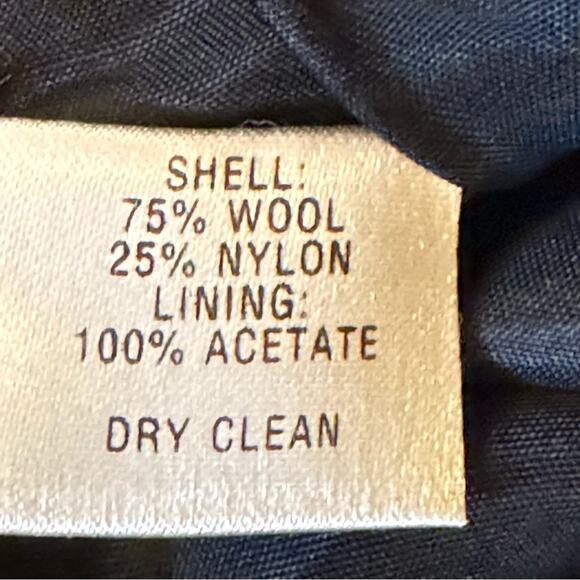 SHELL:
75% WOOL
25% NYLON
LINING:
100% ACETATE
DRY CLEAN